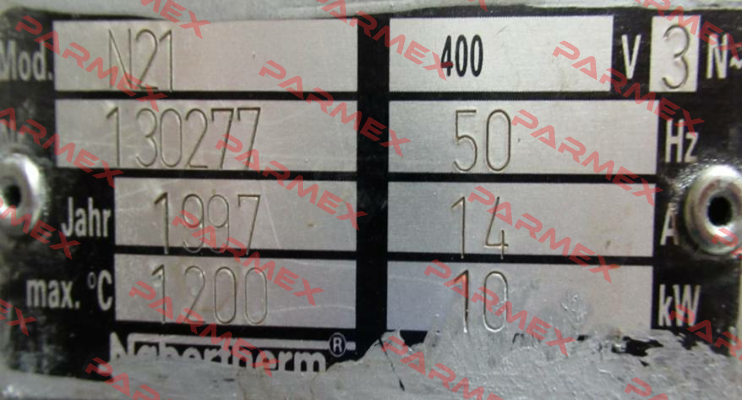 Mod. N21 400 V 3 N~
130277 50 Hz
Jahr 1997 14 A
max. °C 1200 10 kW
Nabertherm®
PARMEX